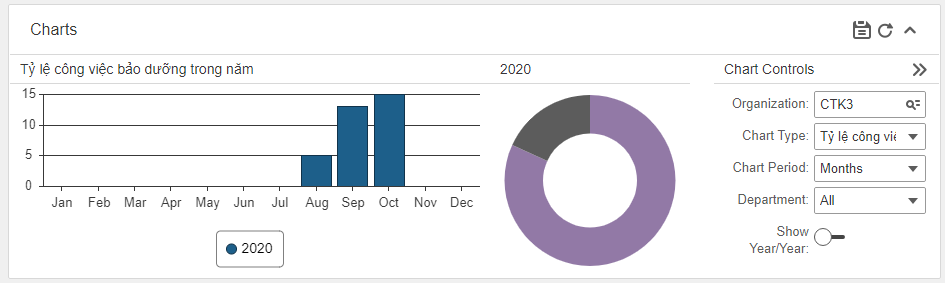 Charts
Tỷ lệ công việc bảo dưỡng trong năm
15
10
5
0
Jan Feb Mar Apr May Jun Jul Aug Sep Oct Nov Dec
2020
2020
Chart Controls
Organization: CTK3
Chart Type: Tỷ lệ công việ
Chart Period: Months
Department: All
Show
Year/Year: